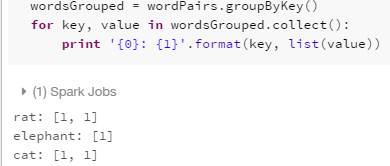 wordsGrouped = wordPairs.groupByKey()
for key, value in wordsGrouped.collect():
    print '{0}: {1}'.format(key, list(value))
(1) Spark Jobs
rat: [1, 1]
elephant: [1]
cat: [1, 1]